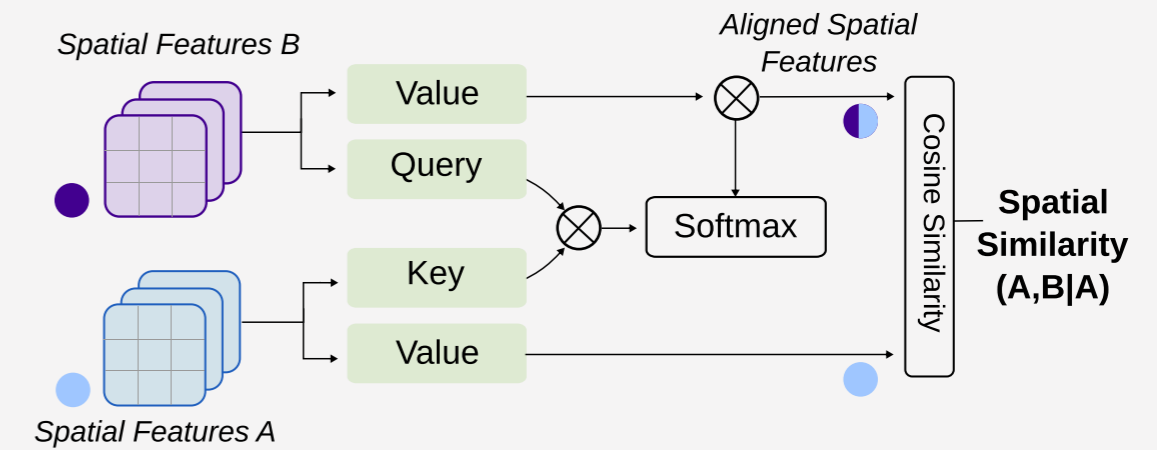 Spatial Features B
Aligned Spatial
Features
Value
Query
Softmax
Key
Value
Cosine Similarity
Spatial
Similarity
(A,B|A)
Spatial Features A